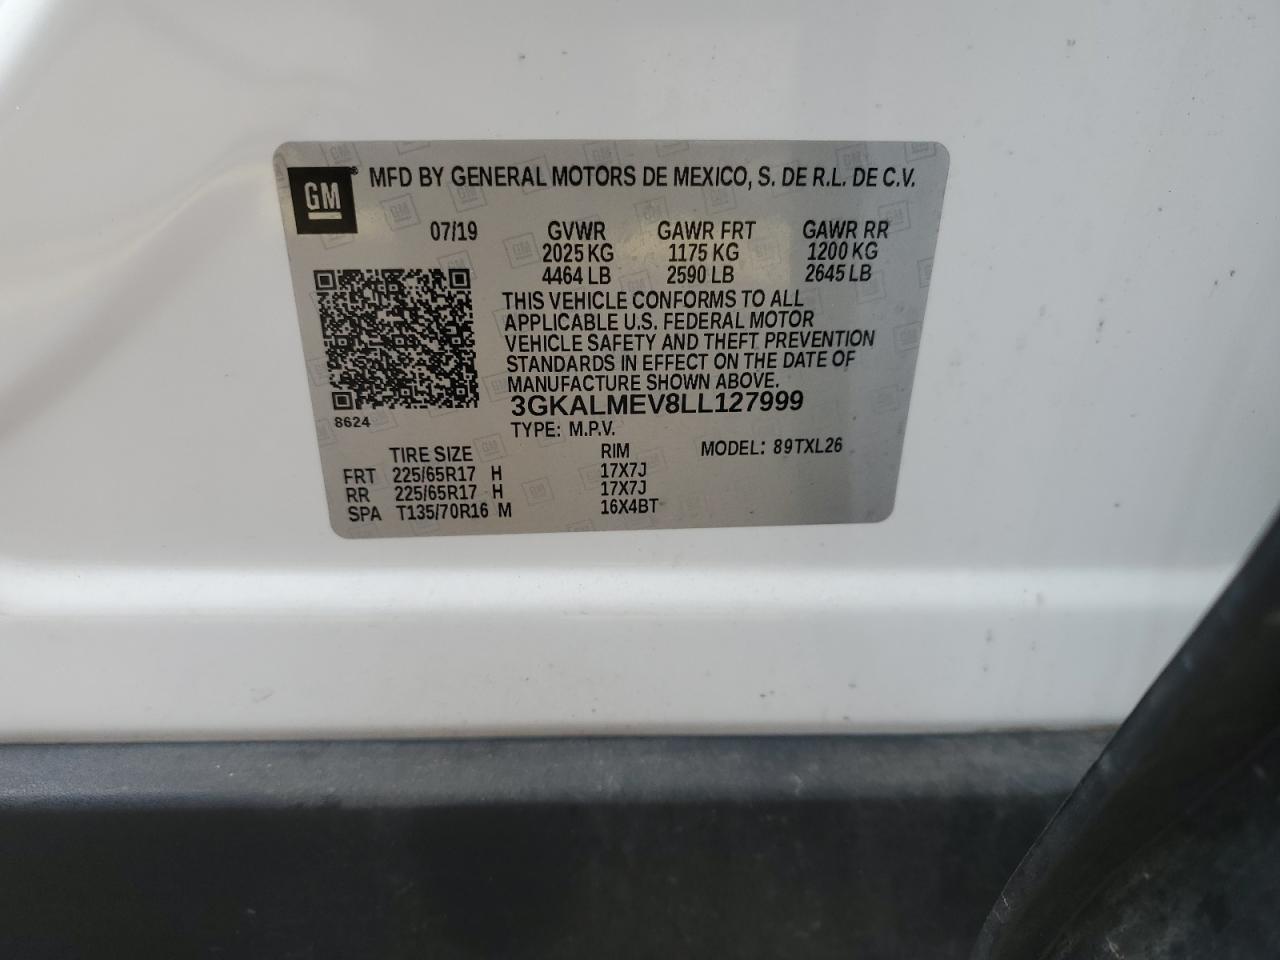 GM® MFD BY GENERAL MOTORS DE MEXICO, S. DE R.L. DE C.V.
07/19 GVWR GAWR FRT GAWR RR
2025 KG 1175 KG 1200 KG
4464 LB 2590 LB 2645 LB
THIS VEHICLE CONFORMS TO ALL
APPLICABLE U.S. FEDERAL MOTOR
VEHICLE SAFETY AND THEFT PREVENTION
STANDARDS IN EFFECT ON THE DATE OF
MANUFACTURE SHOWN ABOVE.
3GKALMEV8LL127999
8624
TYPE: M.P.V.
TIRE SIZE RIM MODEL: 89TXL26
FRT 225/65R17 H 17X7J
RR 225/65R17 H 17X7J
SPA T135/70R16 M 16X4BT